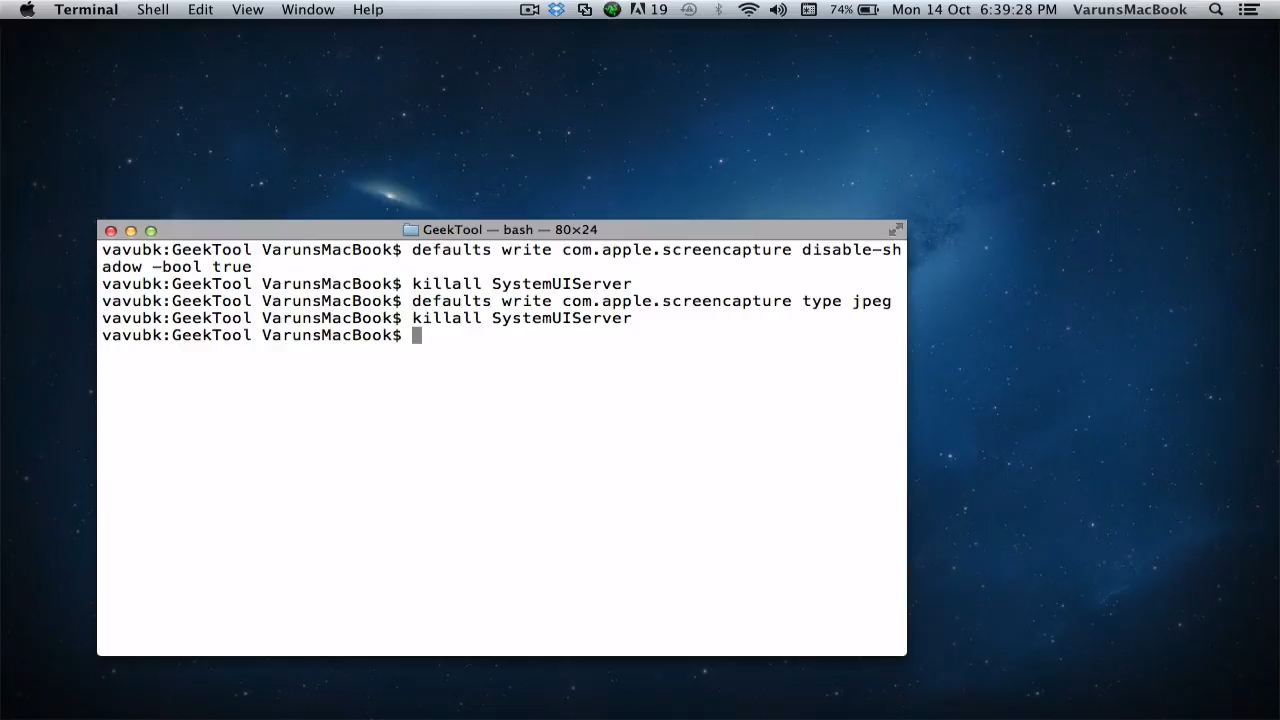 Terminal Shell Edit View Window Help 19 74% Mon 14 Oct 6:39:28 PM VarunsMacBook
GeekTool — bash — 80×24
vavubk:GeekTool VarunsMacBook$ defaults write com.apple.screencapture disable-sh
adow -bool true
vavubk:GeekTool VarunsMacBook$ killall SystemUIServer
vavubk:GeekTool VarunsMacBook$ defaults write com.apple.screencapture type jpeg
vavubk:GeekTool VarunsMacBook$ killall SystemUIServer
vavubk:GeekTool VarunsMacBook$